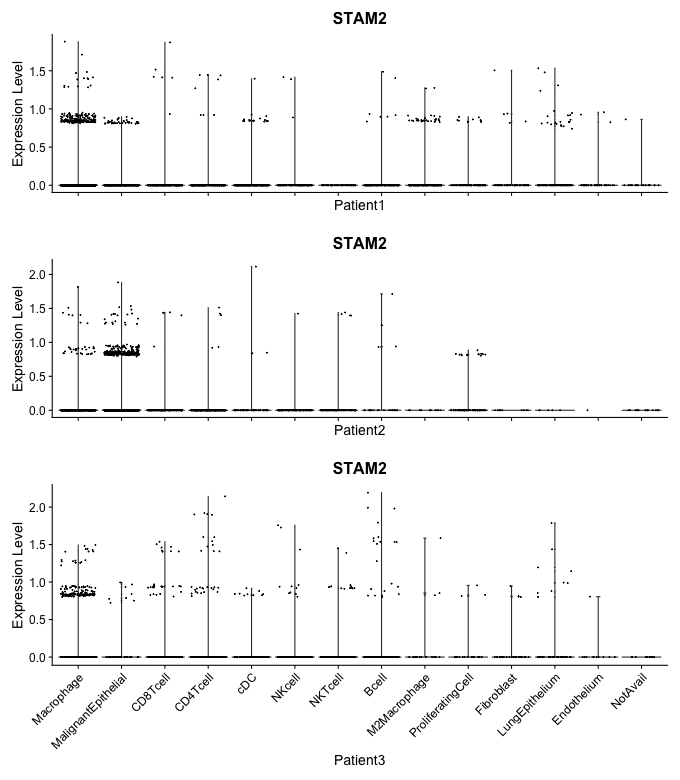 STAM2
Expression Level
1.5
1.0
0.5
0.0
Patient1
STAM2
Expression Level
2.0
1.5
1.0
0.5
0.0
Patient2
STAM2
Expression Level
2.0
1.5
1.0
0.5
0.0
Macrophage
MalignantEpithelial
CD8Tcell
CD4Tcell
cDC
NKcell
NKTcell
Bcell
M2Macrophage
ProliferatingCell
Fibroblast
LungEpithelium
Endothelium
NotAvail
Patient3